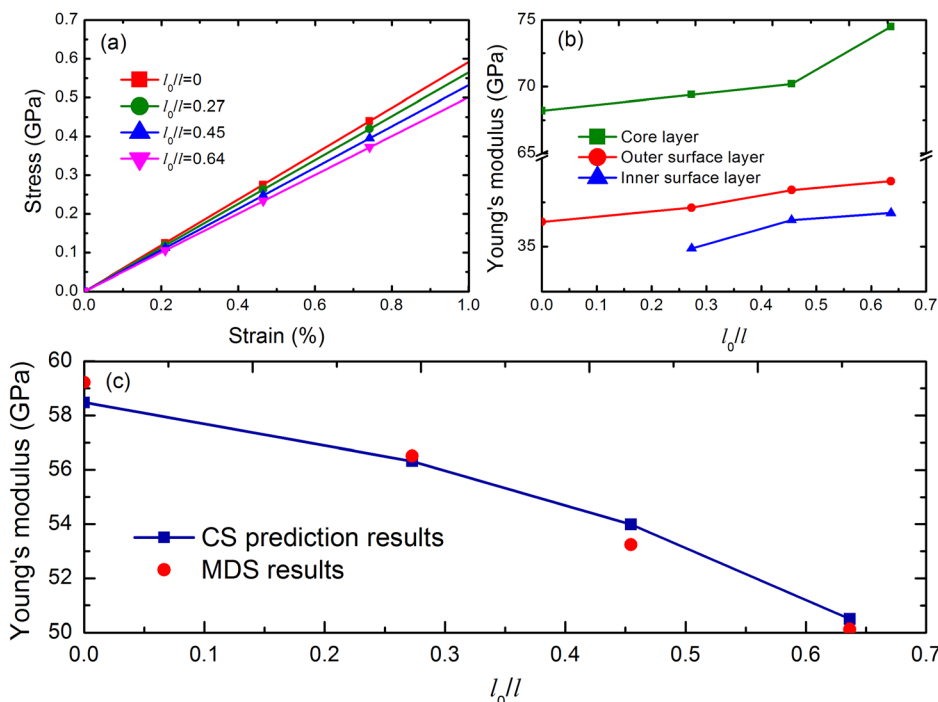 (a)
Stress (GPa)
0.7
0.6
0.5
0.4
0.3
0.2
0.1
0.0
l0//=0
l0//=0.27
l0//=0.45
l0//=0.64
0.0 0.2 0.4 0.6 0.8 1.0
Strain (%)
(b)
Young's modulus (GPa)
75
70
65
35
Core layer
Outer surface layer
Inner surface layer
0.0 0.1 0.2 0.3 0.4 0.5 0.6 0.7
l0/l
(c)
Young's modulus (GPa)
60
58
56
54
52
50
CS prediction results
MDS results
0.0 0.1 0.2 0.3 0.4 0.5 0.6 0.7
l0/l